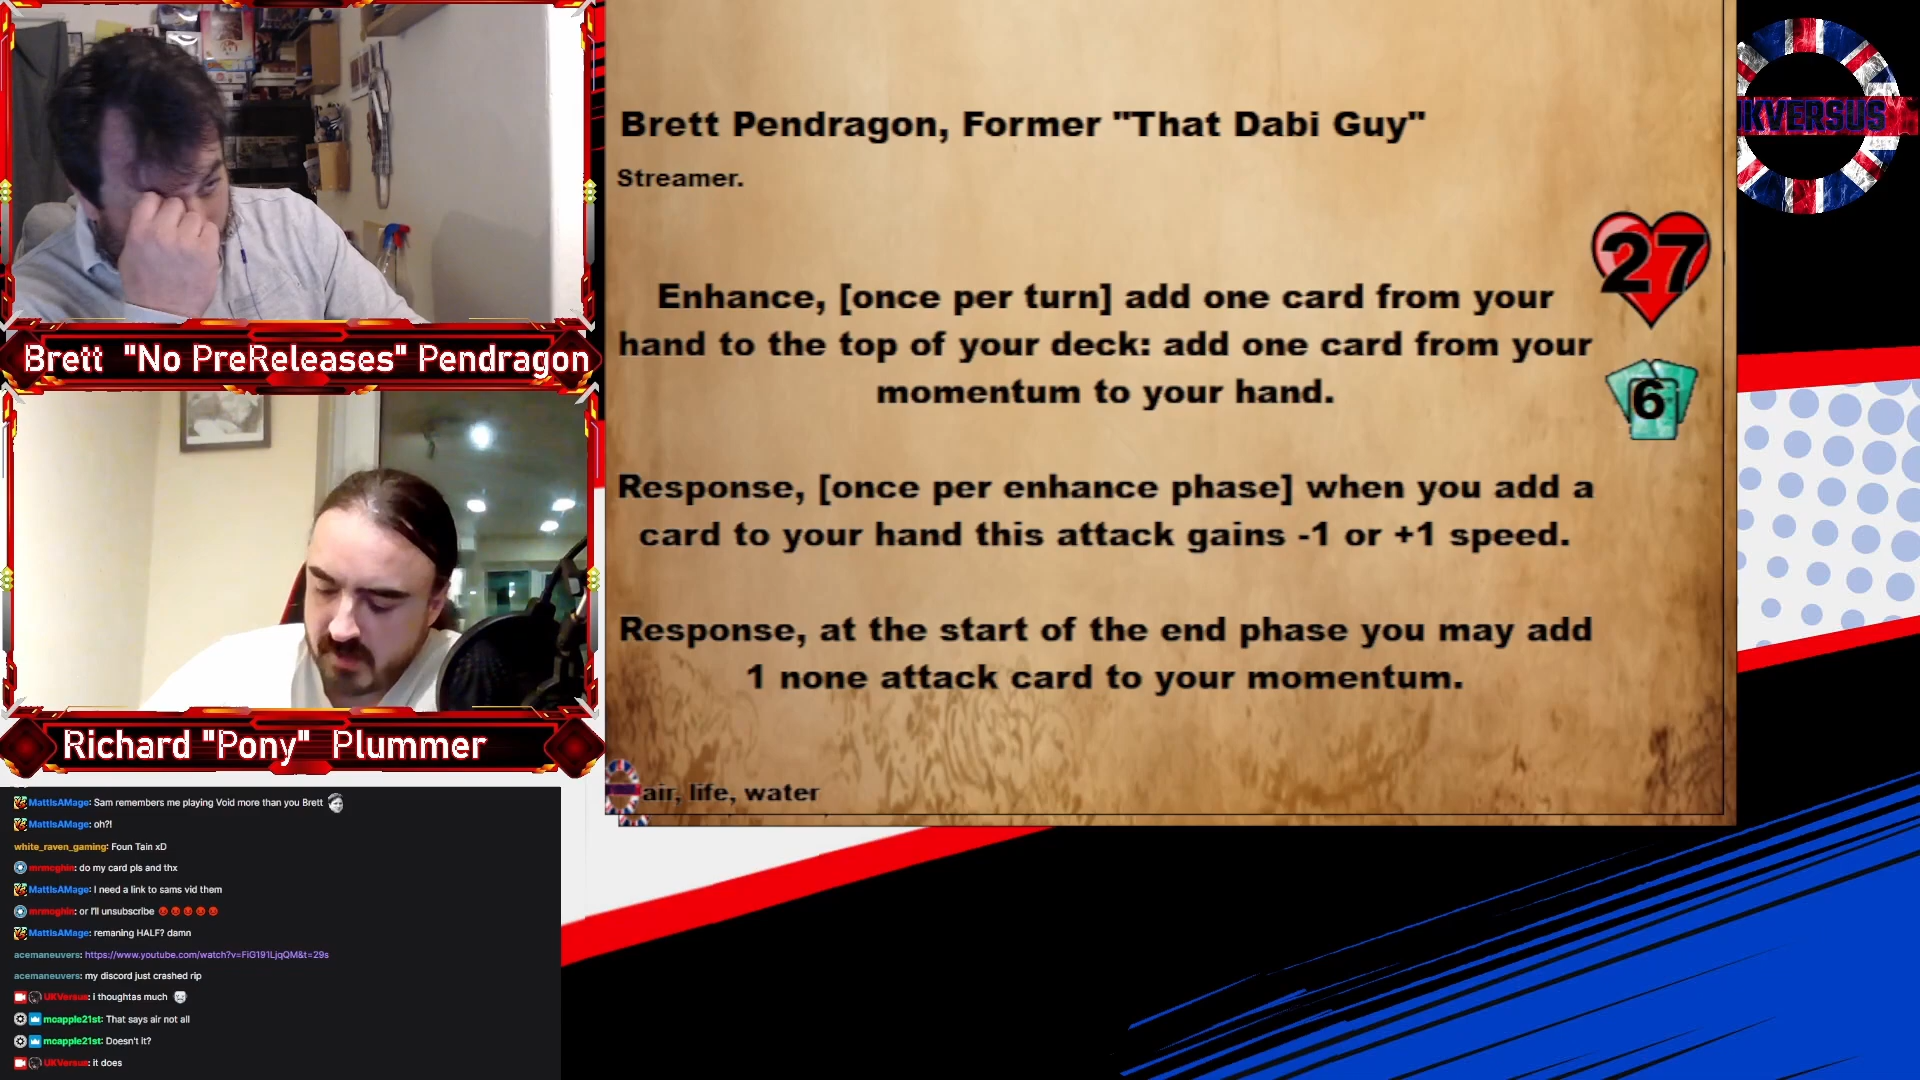 Brett "No PreReleases" Pendragon
Richard "Pony" Plummer
MattIsAMage: Sam remembers me playing Void more than you Brett
MattIsAMage: oh?!
white_raven_gaming: Foun Tain xD
mrmoghin: do my card pls and thx
MattIsAMage: I need a link to sams vid them
mrmoghin: or I'll unsubscribe
MattIsAMage: remaning HALF? damn
acemaneuvers: https://www.youtube.com/watch?v=FiG191LjqQM&t=29s
acemaneuvers: my discord just crashed rip
UKVersus: i thoughtas much
mcapple21st: That says air not all
mcapple21st: Doesn't it?
UKVersus: it does
Brett Pendragon, Former "That Dabi Guy"
Streamer.
27
6
Enhance, [once per turn] add one card from your
hand to the top of your deck: add one card from your
momentum to your hand.
Response, [once per enhance phase] when you add a
card to your hand this attack gains -1 or +1 speed.
Response, at the start of the end phase you may add
1 none attack card to your momentum.
air, life, water
KVERSUS